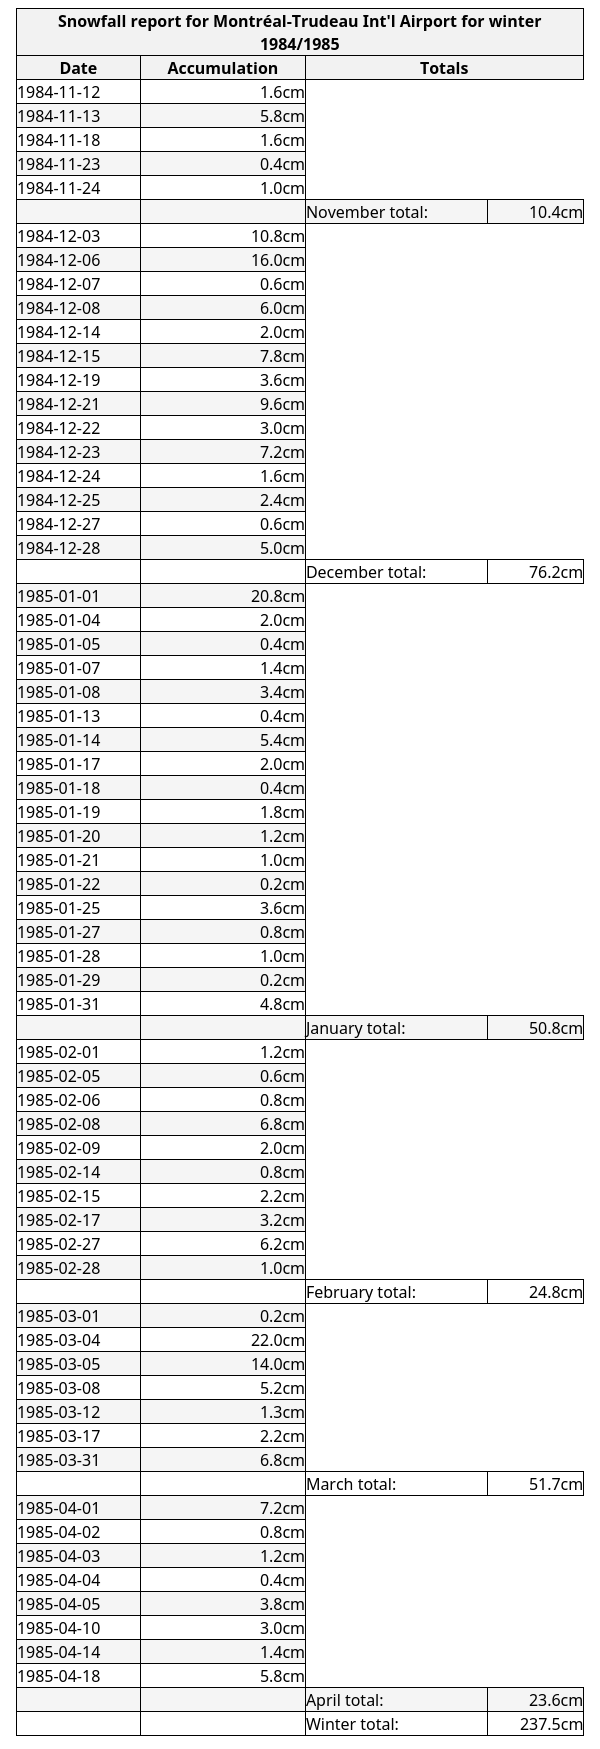 Snowfall report for Montréal-Trudeau Int'l Airport for winter
1984/1985
Date Accumulation Totals
1984-11-12 1.6cm
1984-11-13 5.8cm
1984-11-18 1.6cm
1984-11-23 0.4cm
1984-11-24 1.0cm
November total: 10.4cm
1984-12-03 10.8cm
1984-12-06 16.0cm
1984-12-07 0.6cm
1984-12-08 6.0cm
1984-12-14 2.0cm
1984-12-15 7.8cm
1984-12-19 3.6cm
1984-12-21 9.6cm
1984-12-22 3.0cm
1984-12-23 7.2cm
1984-12-24 1.6cm
1984-12-25 2.4cm
1984-12-27 0.6cm
1984-12-28 5.0cm
December total: 76.2cm
1985-01-01 20.8cm
1985-01-04 2.0cm
1985-01-05 0.4cm
1985-01-07 1.4cm
1985-01-08 3.4cm
1985-01-13 0.4cm
1985-01-14 5.4cm
1985-01-17 2.0cm
1985-01-18 0.4cm
1985-01-19 1.8cm
1985-01-20 1.2cm
1985-01-21 1.0cm
1985-01-22 0.2cm
1985-01-25 3.6cm
1985-01-27 0.8cm
1985-01-28 1.0cm
1985-01-29 0.2cm
1985-01-31 4.8cm
January total: 50.8cm
1985-02-01 1.2cm
1985-02-05 0.6cm
1985-02-06 0.8cm
1985-02-08 6.8cm
1985-02-09 2.0cm
1985-02-14 0.8cm
1985-02-15 2.2cm
1985-02-17 3.2cm
1985-02-27 6.2cm
1985-02-28 1.0cm
February total: 24.8cm
1985-03-01 0.2cm
1985-03-04 22.0cm
1985-03-05 14.0cm
1985-03-08 5.2cm
1985-03-12 1.3cm
1985-03-17 2.2cm
1985-03-31 6.8cm
March total: 51.7cm
1985-04-01 7.2cm
1985-04-02 0.8cm
1985-04-03 1.2cm
1985-04-04 0.4cm
1985-04-05 3.8cm
1985-04-10 3.0cm
1985-04-14 1.4cm
1985-04-18 5.8cm
April total: 23.6cm
Winter total: 237.5cm